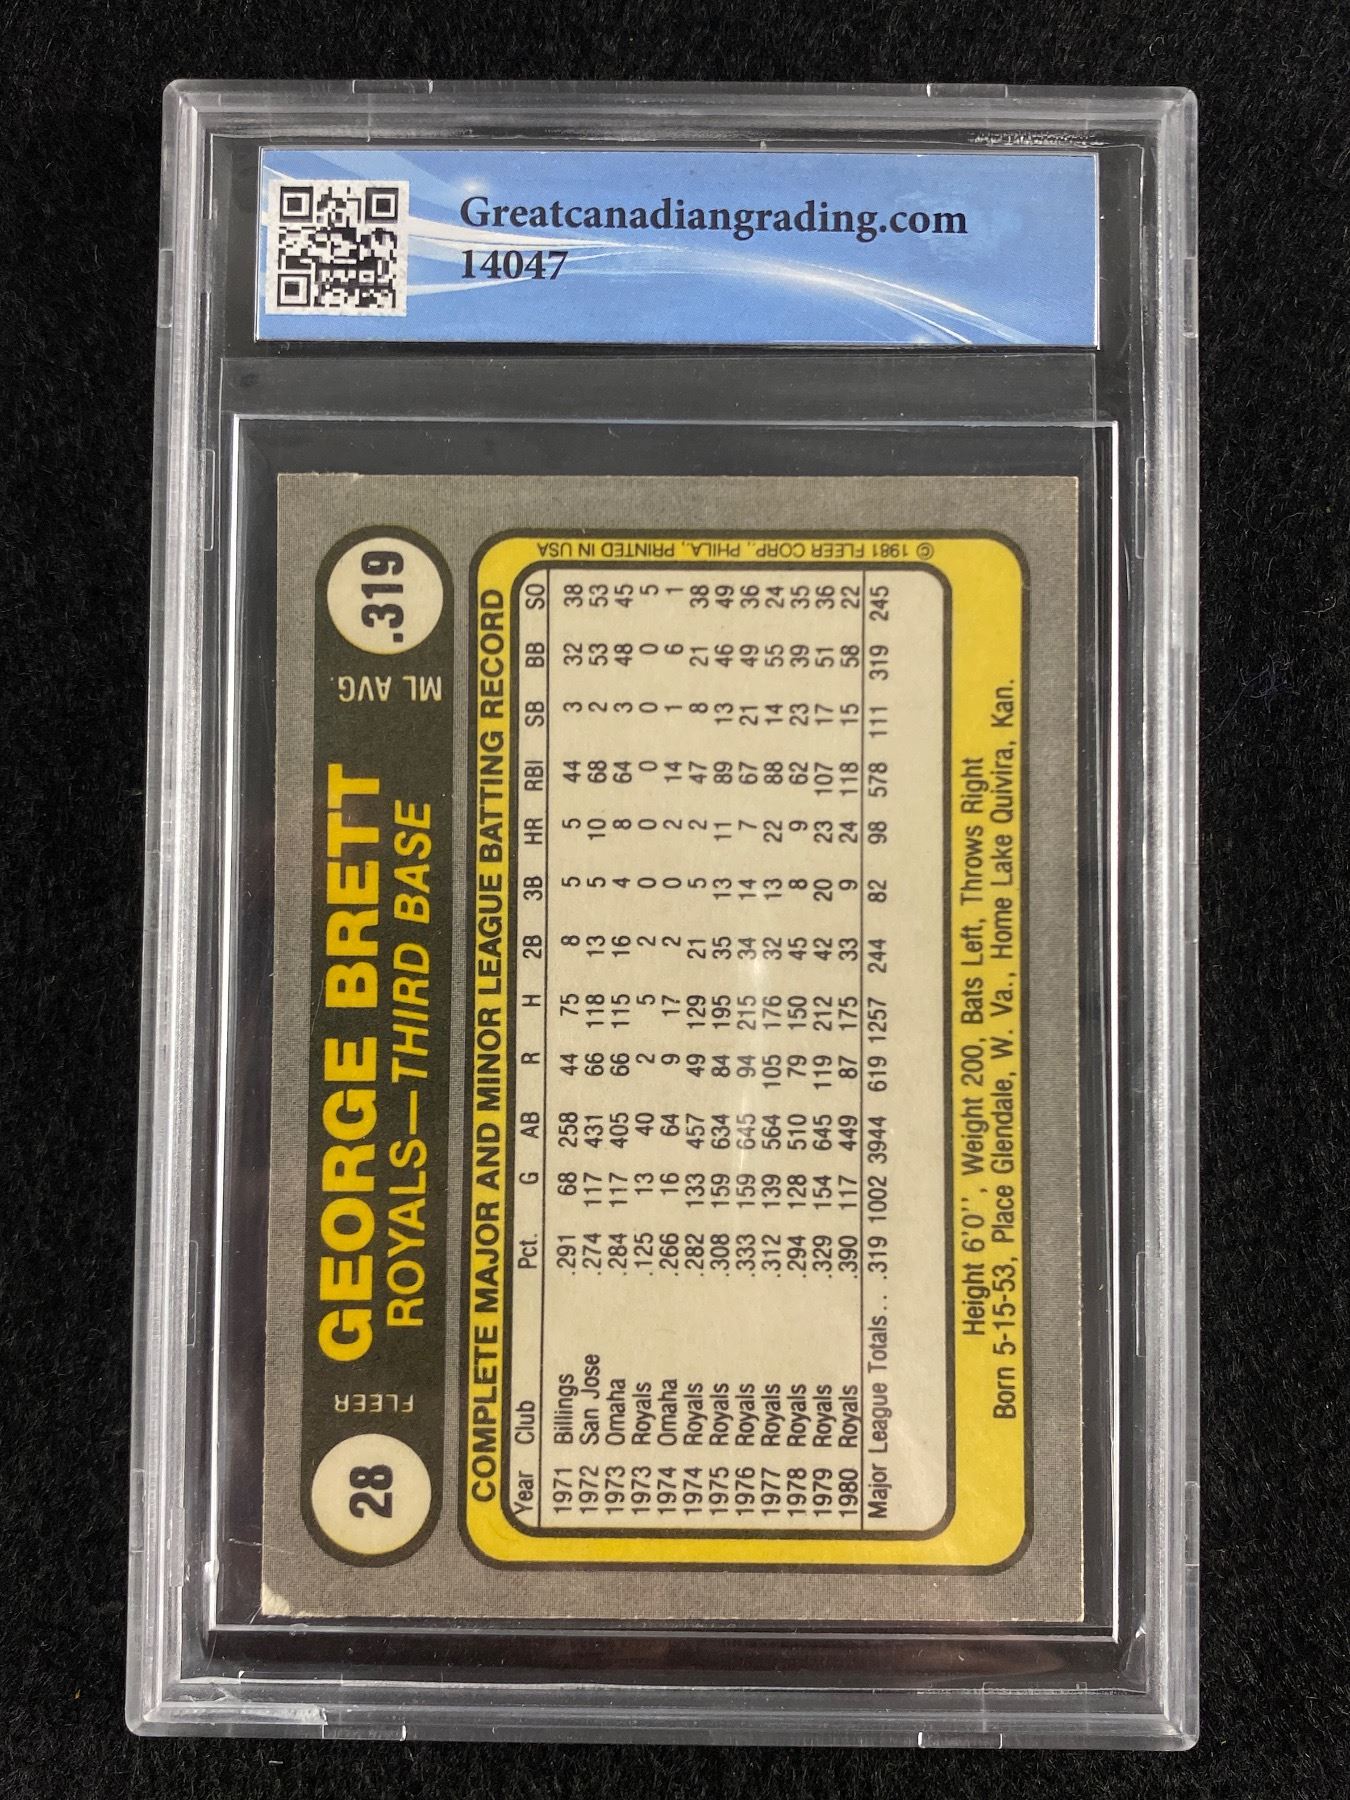 Greatcanadiangrading.com
14047
28 FLEER GEORGE BRETT ML AVG. .319
ROYALS—THIRD BASE
COMPLETE MAJOR AND MINOR LEAGUE BATTING RECORD
Year Club Pct. G AB R H 2B 3B HR RBI SB BB SO
1971 Billings .291 68 258 44 75 8 5 5 44 3 32 38
1972 San Jose .274 117 431 66 118 13 5 10 68 2 53 53
1973 Omaha .284 117 405 66 115 16 4 8 64 3 48 45
1973 Royals .125 13 40 2 5 2 0 0 0 0 0 5
1974 Omaha .266 16 64 9 17 2 0 2 14 1 6 1
1974 Royals .282 133 457 49 129 21 5 2 47 8 21 38
1975 Royals .308 159 634 84 195 35 13 11 89 13 46 49
1976 Royals .333 159 645 94 215 34 14 7 67 21 49 36
1977 Royals .312 139 564 105 176 32 13 22 88 14 55 24
1978 Royals .294 128 510 79 150 45 8 9 62 23 39 35
1979 Royals .329 154 645 119 212 42 20 23 107 17 51 36
1980 Royals .390 117 449 87 175 33 9 24 118 15 58 22
Major League Totals.. .319 1002 3944 619 1257 244 82 98 578 111 319 245
Height 6'0'', Weight 200, Bats Left, Throws Right
Born 5-15-53, Place Glendale, W. Va., Home Lake Quivira, Kan.
© 1981 FLEER CORP., PHILA., PRINTED IN USA